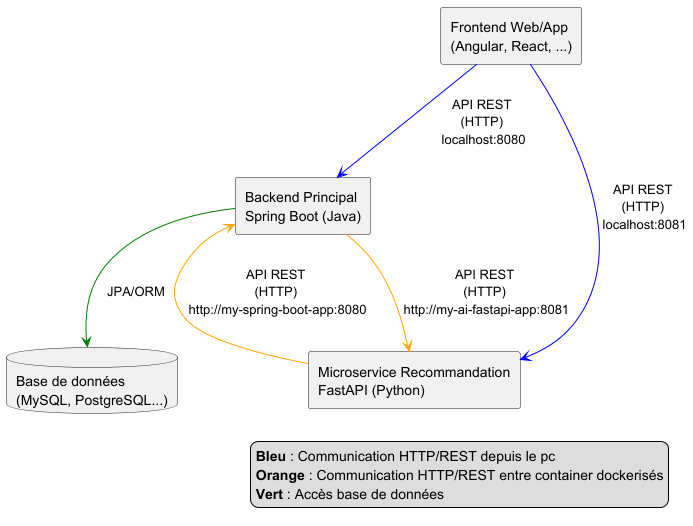 Frontend Web/App
(Angular, React, ...)
API REST
(HTTP)
localhost:8080
API REST
(HTTP)
localhost:8081
Backend Principal
Spring Boot (Java)
JPA/ORM
API REST
(HTTP)
http://my-spring-boot-app:8080
API REST
(HTTP)
http://my-ai-fastapi-app:8081
Base de données
(MySQL, PostgreSQL...)
Microservice Recommandation
FastAPI (Python)
Bleu : Communication HTTP/REST depuis le pc
Orange : Communication HTTP/REST entre container dockerisés
Vert : Accès base de données